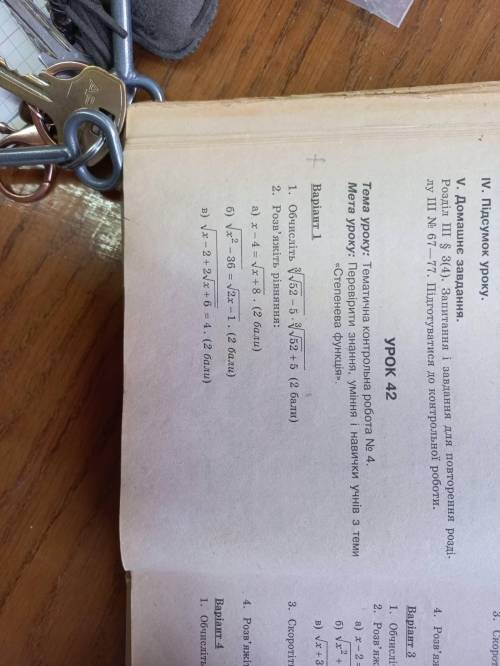 IV. Підсумок уроку.
V. Домашнє завдання.
Розділ III § 3(4). Запитання і завдання для повторення розді-
лу III № 67—77. Підготуватися до контрольної роботи.
УРОК 42
Тема уроку: Тематична контрольна робота № 4.
Мета уроку: Перевірити знання, уміння і навички учнів з теми
«Степенева функція».
Варіант 1
1. Обчисліть ∛(√52 − 5) · ∛(√52 + 5) (2 бали)
2. Розв'яжіть рівняння:
а) x − 4 = √(x + 8). (2 бали)
б) √(x² − 36) = √(2x − 1). (2 бали)
в) √(x − 2 + 2√(x + 6)) = 4. (2 бали)
3. Скоро
4. Розв'я
Варіант 3
1. Обчислі
2. Розв'я
а) x − 2 =
б) √x² +
в) √x + 3
3. Скоротіт
4. Розв'яжі
Варіант 4
1. Обчисліть